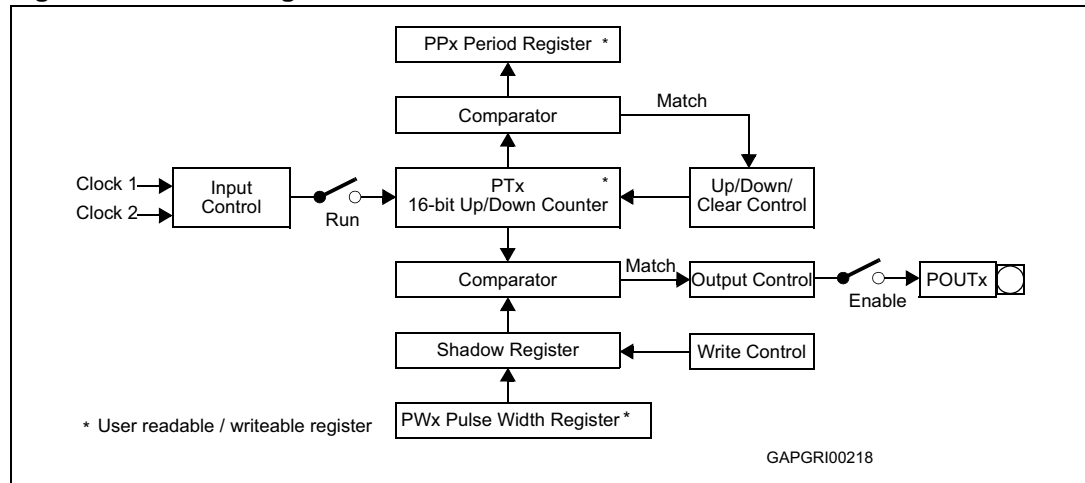 PPx Period Register *
Comparator
Match
Clock 1
Clock 2
Input
Control
Run
PTx *
16-bit Up/Down Counter
Up/Down/
Clear Control
Comparator
Match
Output Control
Enable
POUTx
Shadow Register
Write Control
PWx Pulse Width Register *
* User readable / writeable register
GAPGRI00218